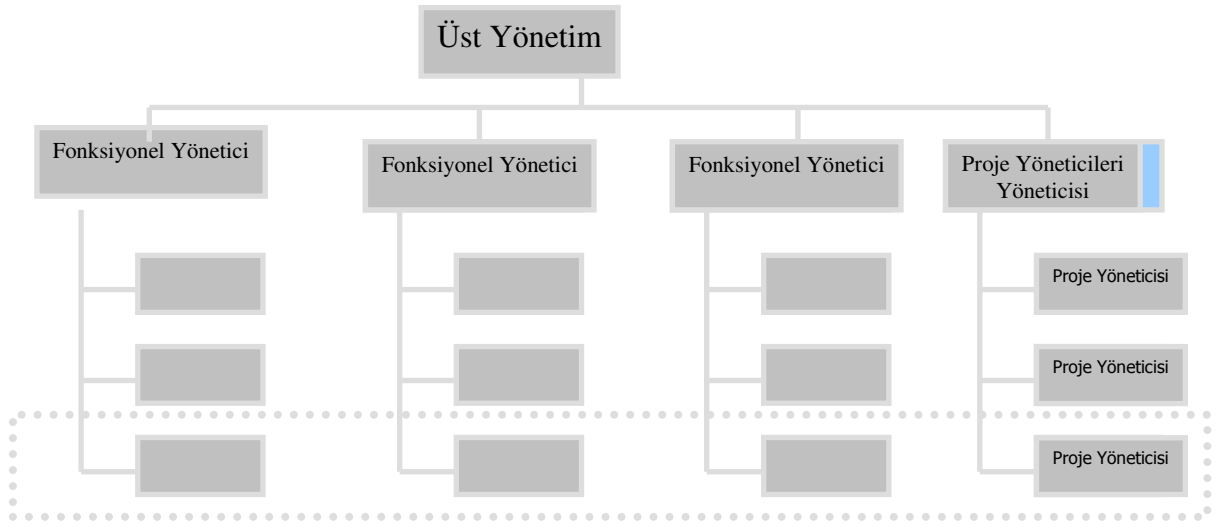 Üst Yönetim
Fonksiyonel Yönetici
Fonksiyonel Yönetici
Fonksiyonel Yönetici
Proje Yöneticileri
Yöneticisi
Proje Yöneticisi
Proje Yöneticisi
Proje Yöneticisi